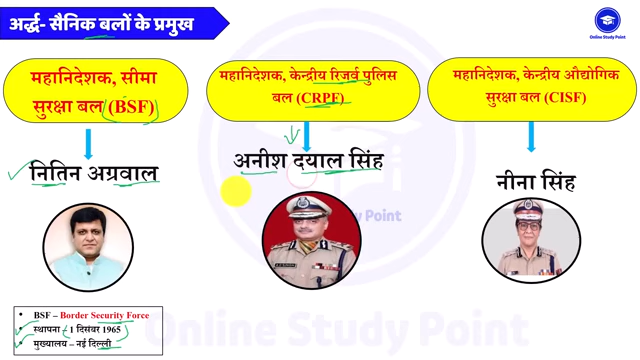 अर्द्ध- सैनिक बलों के प्रमुख
Online Study Point
महानिदेशक, सीमा
सुरक्षा बल (BSF)
महानिदेशक, केन्द्रीय रिजर्व पुलिस
बल (CRPF)
महानिदेशक, केन्द्रीय औद्योगिक
सुरक्षा बल (CISF)
नितिन अग्रवाल
अनीश दयाल सिंह
नीना सिंह
Study Point
• BSF – Border Security Force
• स्थापना – 1 दिसंबर 1965
• मुख्यालय – नई दिल्ली
Online Study Point